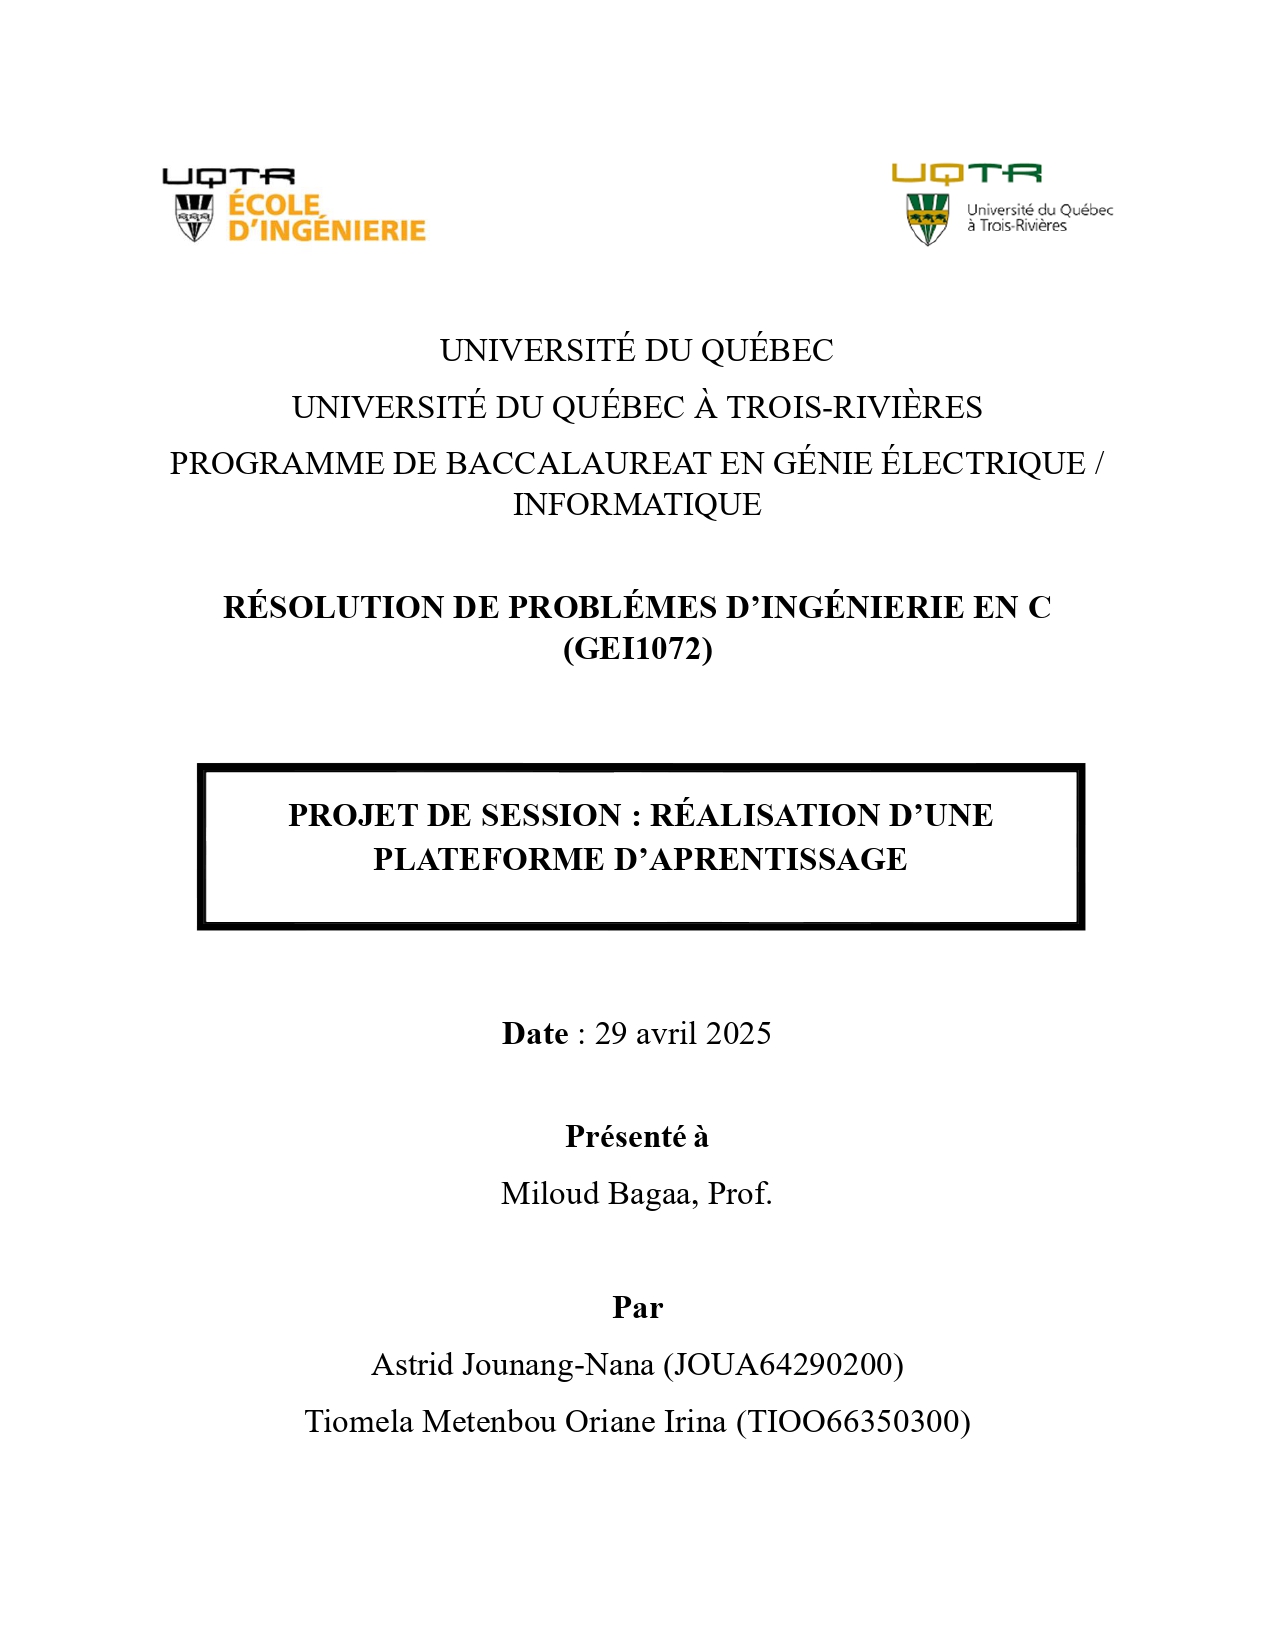 UQTR
ÉCOLE
D'INGÉNIERIE
UQTR
Université du Québec
à Trois-Rivières
UNIVERSITÉ DU QUÉBEC
UNIVERSITÉ DU QUÉBEC À TROIS-RIVIÈRES
PROGRAMME DE BACCALAUREAT EN GÉNIE ÉLECTRIQUE /
INFORMATIQUE
RÉSOLUTION DE PROBLÉMES D’INGÉNIERIE EN C
(GEI1072)
PROJET DE SESSION : RÉALISATION D’UNE
PLATEFORME D’APRENTISSAGE
Date : 29 avril 2025
Présenté à
Miloud Bagaa, Prof.
Par
Astrid Jounang-Nana (JOUA64290200)
Tiomela Metenbou Oriane Irina (TIOO66350300)